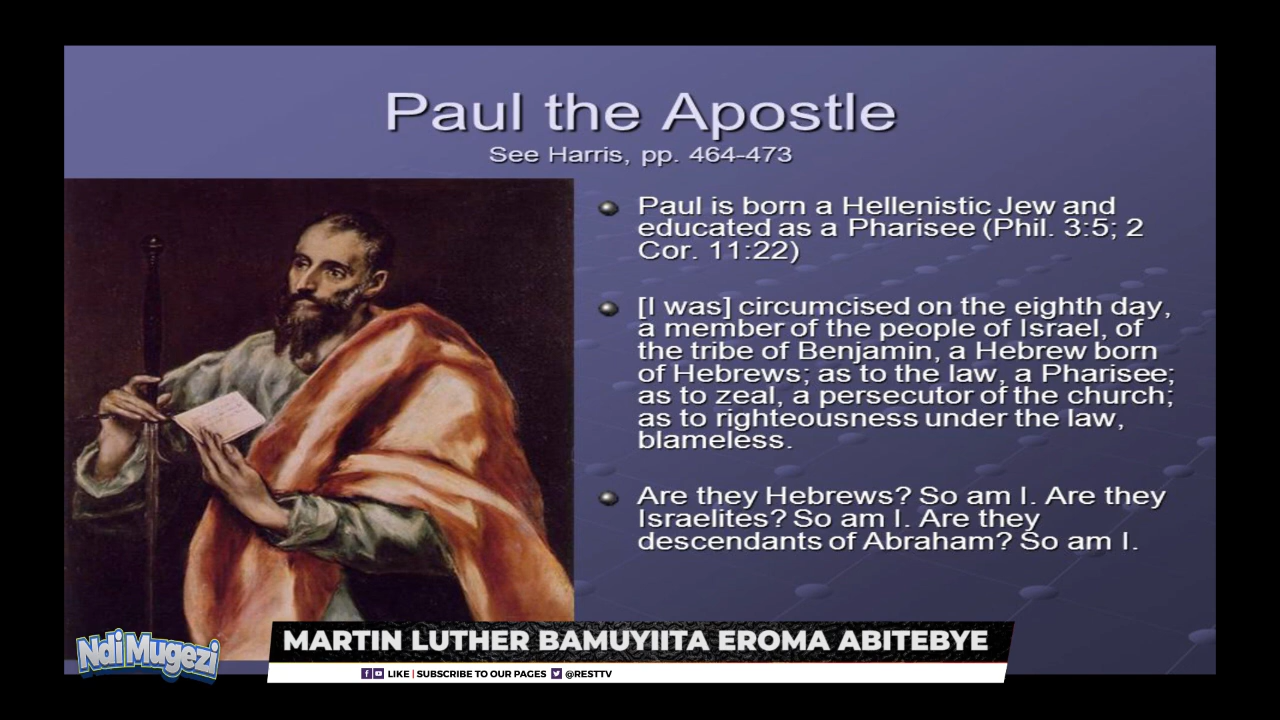 Paul the Apostle
See Harris, pp. 464-473
Paul is born a Hellenistic Jew and
educated as a Pharisee (Phil. 3:5; 2
Cor. 11:22)
[I was] circumcised on the eighth day,
a member of the people of Israel, of
the tribe of Benjamin, a Hebrew born
of Hebrews; as to the law, a Pharisee;
as to zeal, a persecutor of the church;
as to righteousness under the law,
blameless.
Are they Hebrews? So am I. Are they
Israelites? So am I. Are they
descendants of Abraham? So am I.
Ndi Mugezi
MARTIN LUTHER BAMUYIITA EROMA ABITEBYE
LIKE | SUBSCRIBE TO OUR PAGES @RESTTV